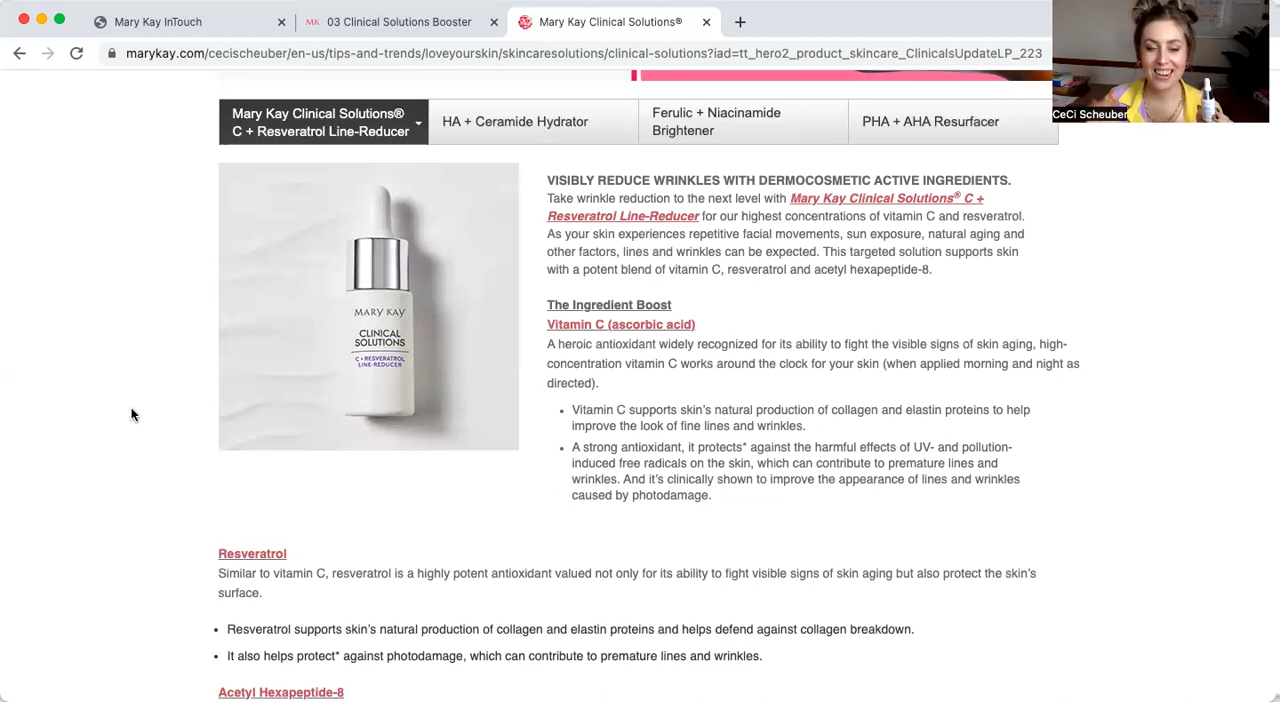 Mary Kay InTouch
MK 03 Clinical Solutions Booster
Mary Kay Clinical Solutions®
marykay.com/cecischeuber/en-us/tips-and-trends/loveyourskin/skincaresolutions/clinical-solutions?iad=tt_hero2_product_skincare_ClinicalsUpdateLP_223
CeCi Scheuber
Mary Kay Clinical Solutions®
C + Resveratrol Line-Reducer
HA + Ceramide Hydrator
Ferulic + Niacinamide
Brightener
PHA + AHA Resurfacer
MARY KAY
CLINICAL
SOLUTIONS
C + RESVERATROL
LINE-REDUCER
VISIBLY REDUCE WRINKLES WITH DERMOCOSMETIC ACTIVE INGREDIENTS.
Take wrinkle reduction to the next level with Mary Kay Clinical Solutions® C +
Resveratrol Line-Reducer for our highest concentrations of vitamin C and resveratrol.
As your skin experiences repetitive facial movements, sun exposure, natural aging and
other factors, lines and wrinkles can be expected. This targeted solution supports skin
with a potent blend of vitamin C, resveratrol and acetyl hexapeptide-8.
The Ingredient Boost
Vitamin C (ascorbic acid)
A heroic antioxidant widely recognized for its ability to fight the visible signs of skin aging, high-
concentration vitamin C works around the clock for your skin (when applied morning and night as
directed).
• Vitamin C supports skin's natural production of collagen and elastin proteins to help
improve the look of fine lines and wrinkles.
• A strong antioxidant, it protects* against the harmful effects of UV- and pollution-
induced free radicals on the skin, which can contribute to premature lines and
wrinkles. And it's clinically shown to improve the appearance of lines and wrinkles
caused by photodamage.
Resveratrol
Similar to vitamin C, resveratrol is a highly potent antioxidant valued not only for its ability to fight visible signs of skin aging but also protect the skin's
surface.
• Resveratrol supports skin's natural production of collagen and elastin proteins and helps defend against collagen breakdown.
• It also helps protect* against photodamage, which can contribute to premature lines and wrinkles.
Acetyl Hexapeptide-8